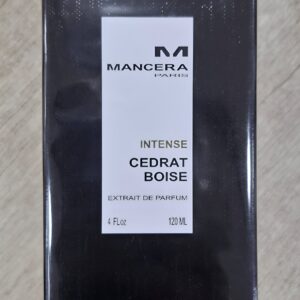 M
MANCERA
PARIS
INTENSE
CEDRAT
BOISE
EXTRAIT DE PARFUM
4 FLoz 120 ML